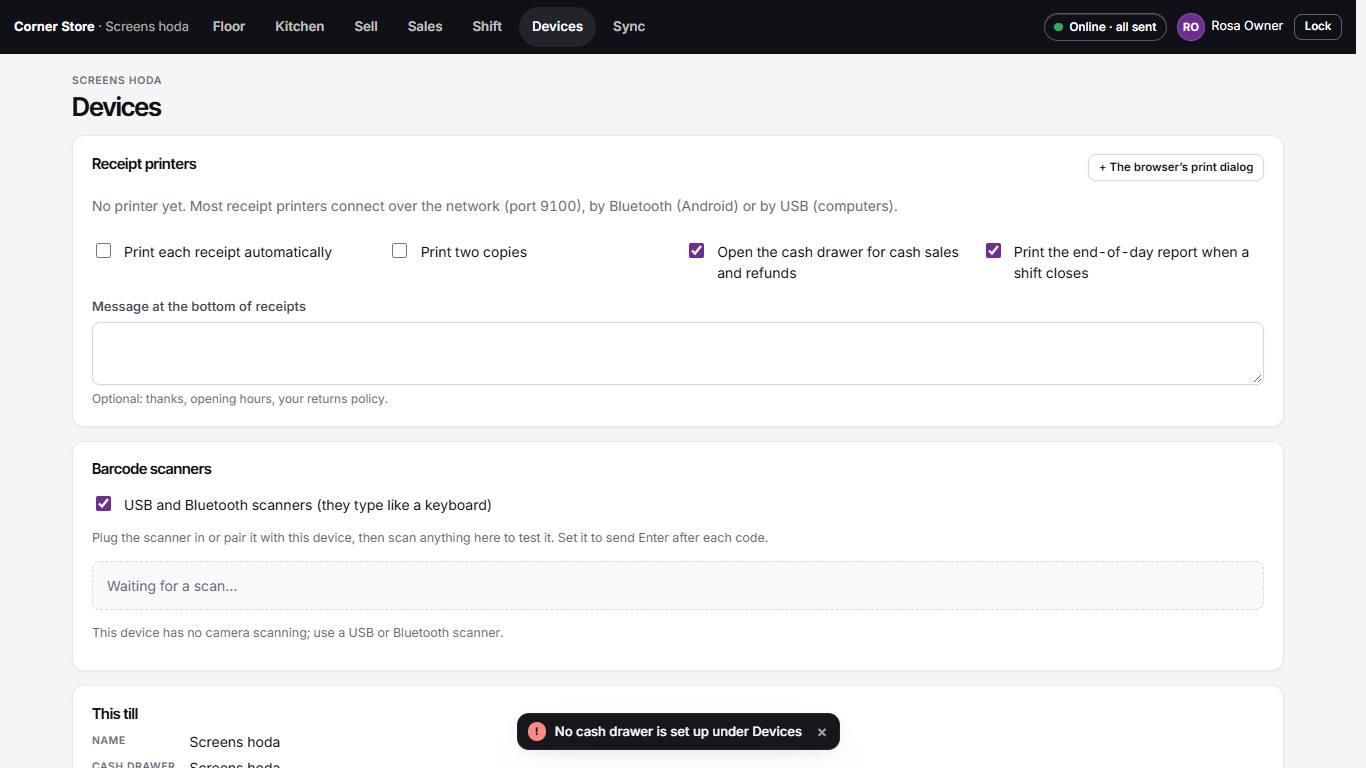 Corner Store · Screens hoda Floor Kitchen Sell Sales Shift Devices Sync Online · all sent RO Rosa Owner Lock
SCREENS HODA
Devices
Receipt printers + The browser’s print dialog
No printer yet. Most receipt printers connect over the network (port 9100), by Bluetooth (Android) or by USB (computers).
Print each receipt automatically
Print two copies
Open the cash drawer for cash sales
and refunds
Print the end-of-day report when a
shift closes
Message at the bottom of receipts
Optional: thanks, opening hours, your returns policy.
Barcode scanners
USB and Bluetooth scanners (they type like a keyboard)
Plug the scanner in or pair it with this device, then scan anything here to test it. Set it to send Enter after each code.
Waiting for a scan…
This device has no camera scanning; use a USB or Bluetooth scanner.
This till
NAME Screens hoda
CASH DRAWER Screens hoda
! No cash drawer is set up under Devices ×